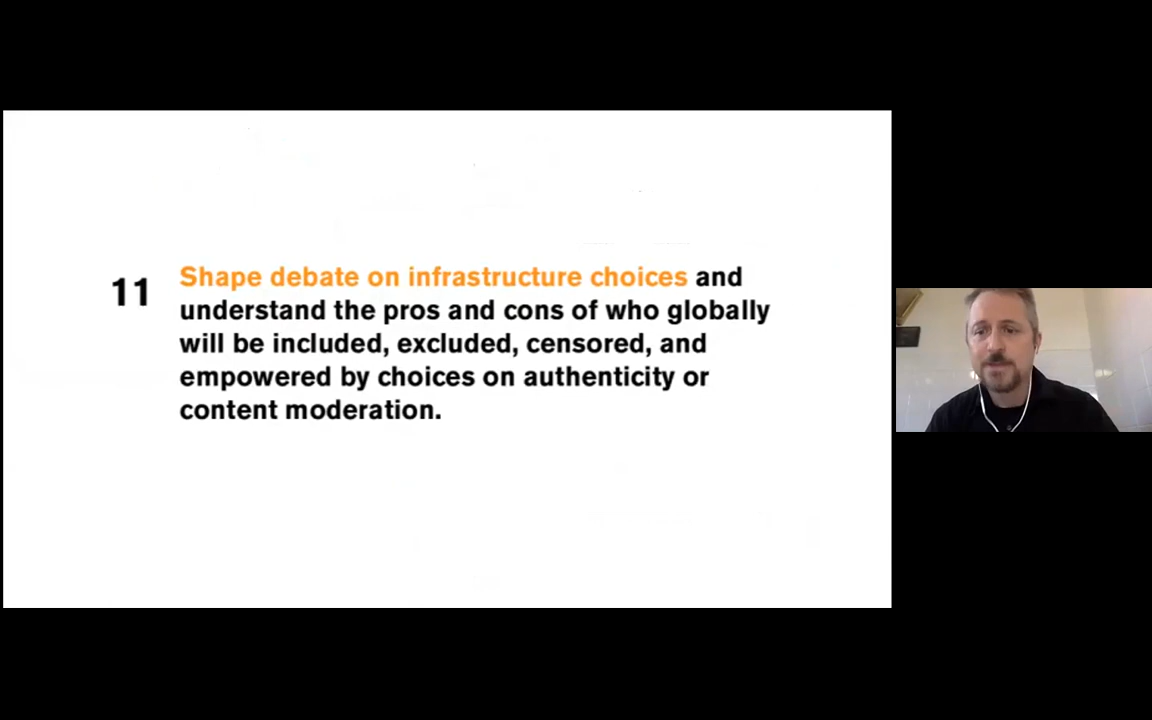 11
Shape debate on infrastructure choices and
understand the pros and cons of who globally
will be included, excluded, censored, and
empowered by choices on authenticity or
content moderation.